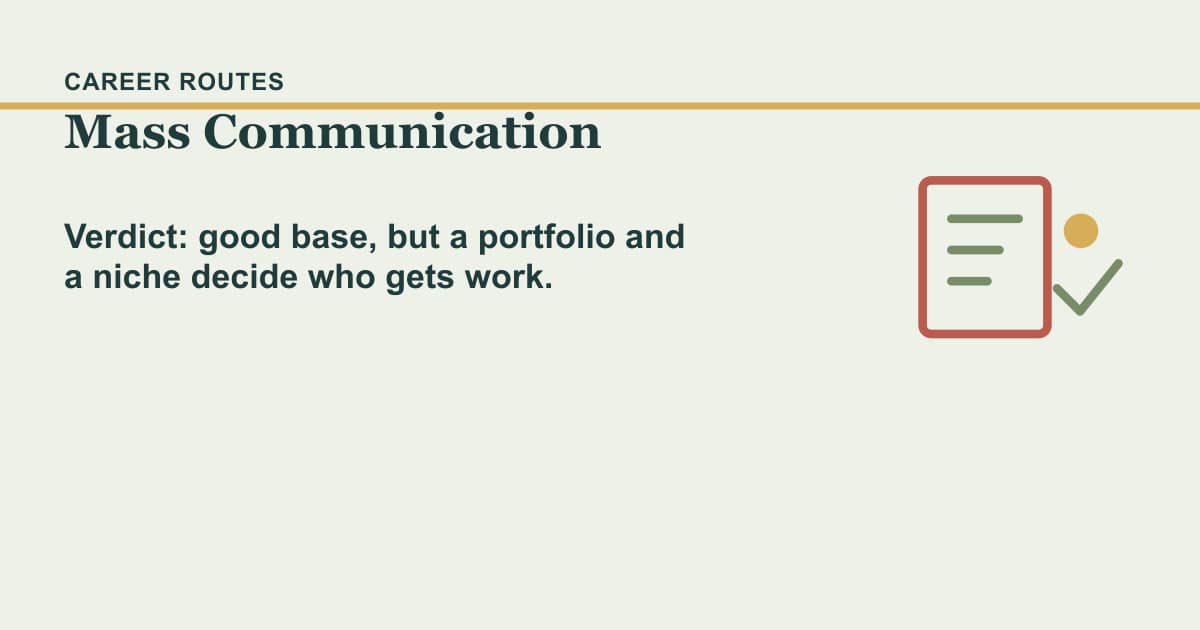 CAREER ROUTES
Mass Communication
Verdict: good base, but a portfolio and
a niche decide who gets work.